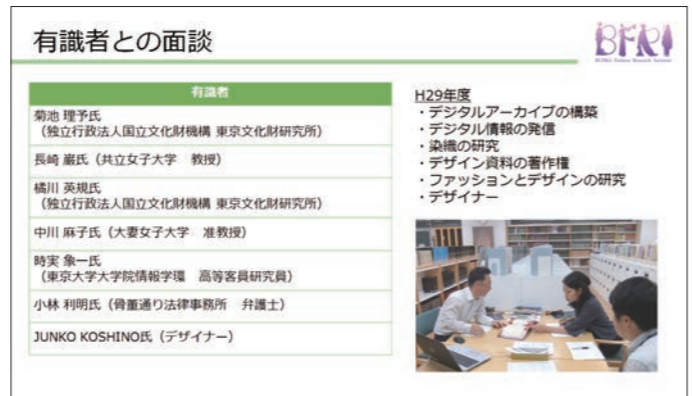 有識者との面談
BFRI
有識者
菊池 理予氏
（独立行政法人国立文化財機構 東京文化財研究所）
長崎 巌氏（共立女子大学　教授）
橘川 英規氏
（独立行政法人国立文化財機構 東京文化財研究所）
中川 麻子氏（大妻女子大学　准教授）
時実 象一氏
（東京大学大学院情報学環　高等客員研究員）
小林 利明氏（骨董通り法律事務所　弁護士）
JUNKO KOSHINO氏（デザイナー）
H29年度
・デジタルアーカイブの構築
・デジタル情報の発信
・染織の研究
・デザイン資料の著作権
・ファッションとデザインの研究
・デザイナー